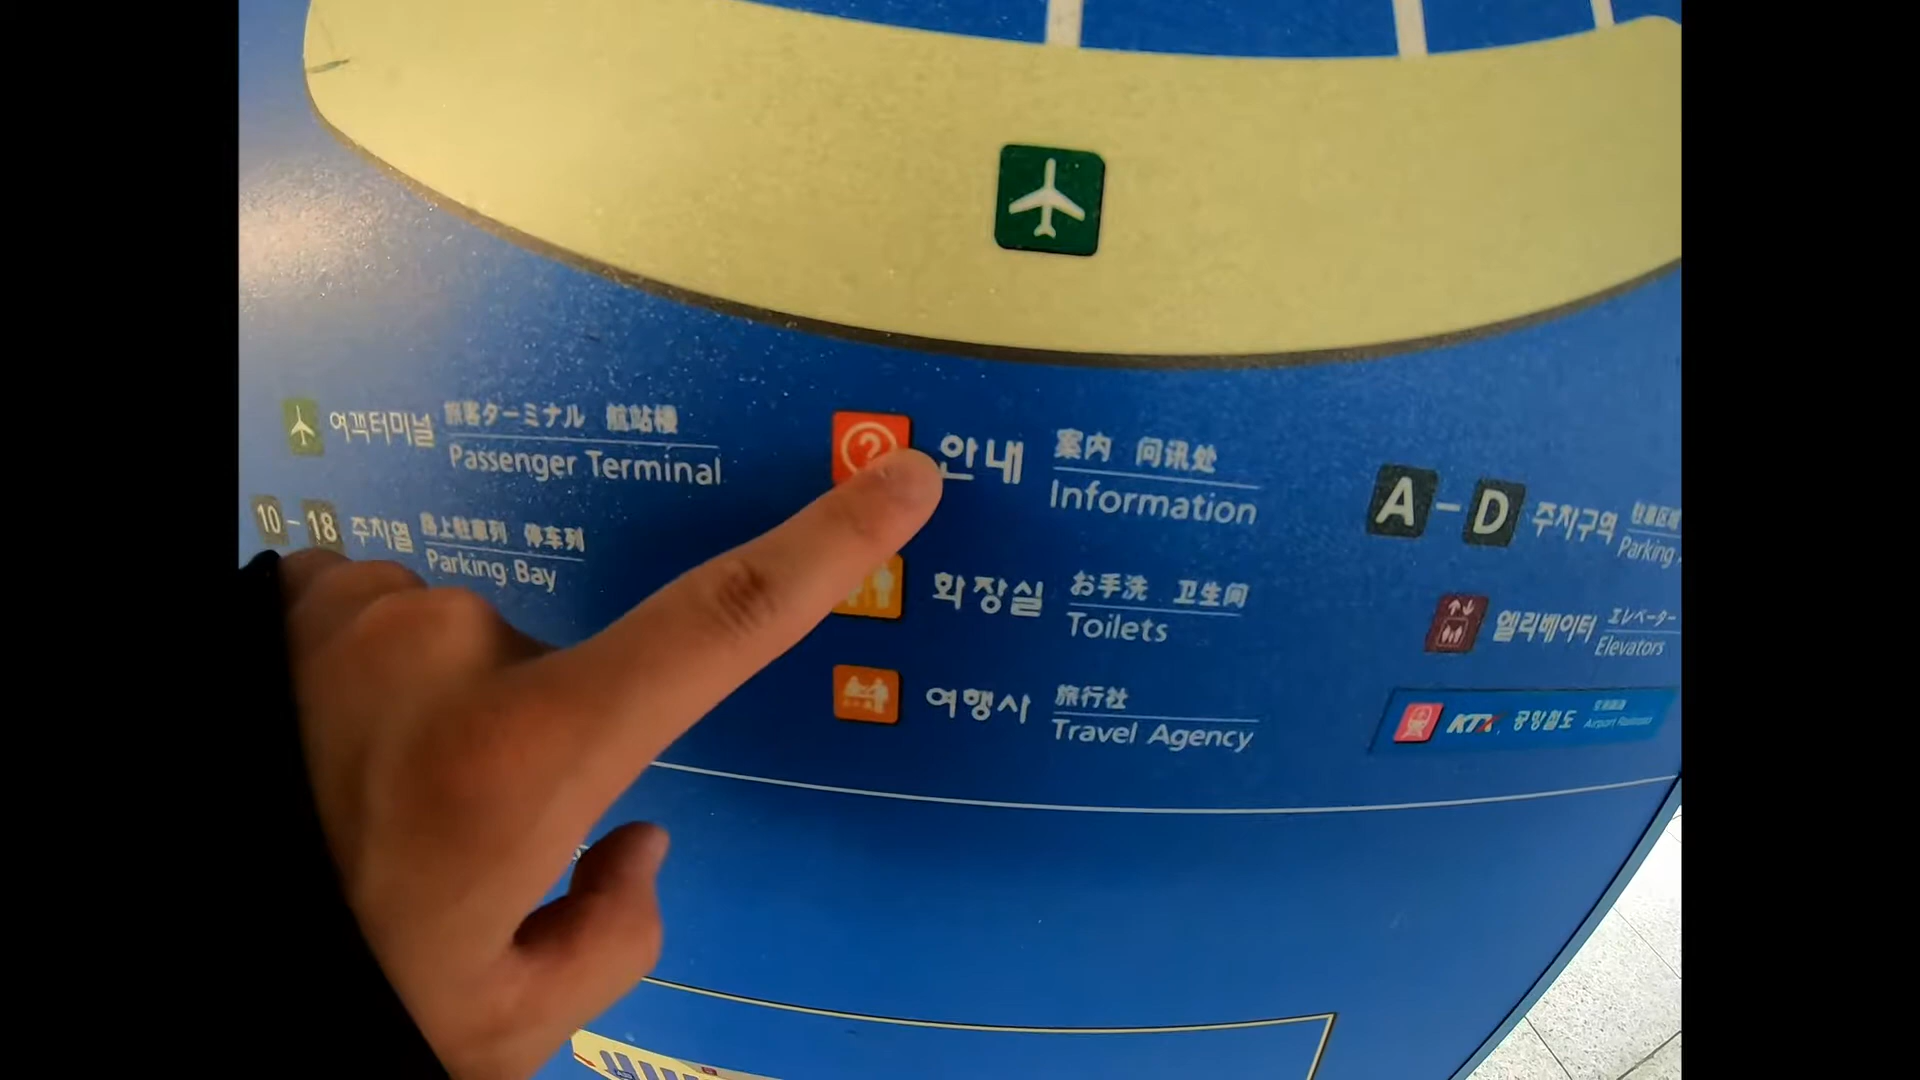 여객터미널 旅客ターミナル 航站楼
Passenger Terminal
10 - 18 주차열 路上駐車列 停车列
Parking Bay
? 안내 案内 问讯处
Information
화장실 お手洗 卫生间
Toilets
여행사 旅行社
Travel Agency
A - D 주차구역 駐車区域
Parking
엘리베이터 エレベーター
Elevators
KTX, 공항철도
Airport Railroad